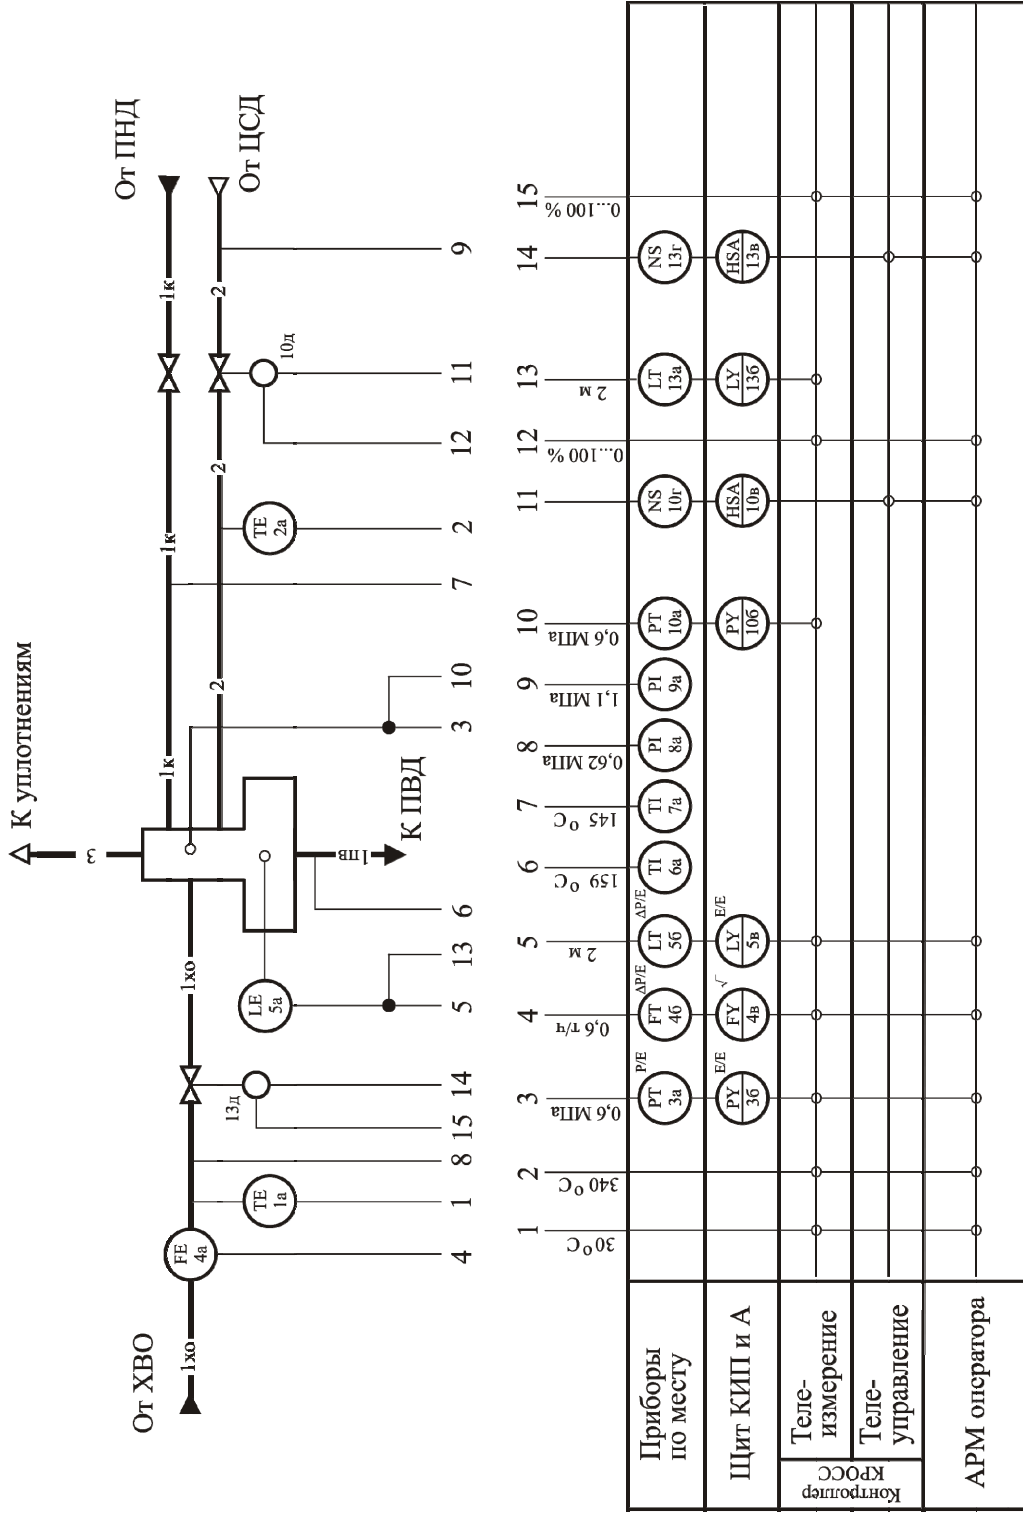 От ХВО
1хо
FE
4а
TE
1а
13д
1хо
LE
5а
К уплотнениям
3
1пв
К ПВД
1к
1к
1к
От ПНД
2
2
2
От ЦСД
TE
2а
10д
4
1
8
15
14
5
13
6
3
10
7
2
12
11
9
1
2
3
4
5
6
7
8
9
10
11
12
13
14
15
30 °С
340 °С
0,6 МПа
0,6 т/ч
2 м
159 °С
145 °С
0,62 МПа
1,1 МПа
0,6 МПа
0...100 %
2 м
0...100 %
Приборы
по месту
P/E
PT
3а
ΔP/E
FT
4б
ΔP/E
LT
5б
TI
6а
TI
7а
PI
8а
PI
9а
PT
10а
NS
10г
LT
13а
NS
13г
Щит КИП и А
E/E
PY
3б
√
FY
4в
E/E
LY
5в
PY
10б
HSA
10в
LY
13б
HSA
13в
Контроллер
КРОСС
Теле-
измерение
Теле-
управление
АРМ оператора